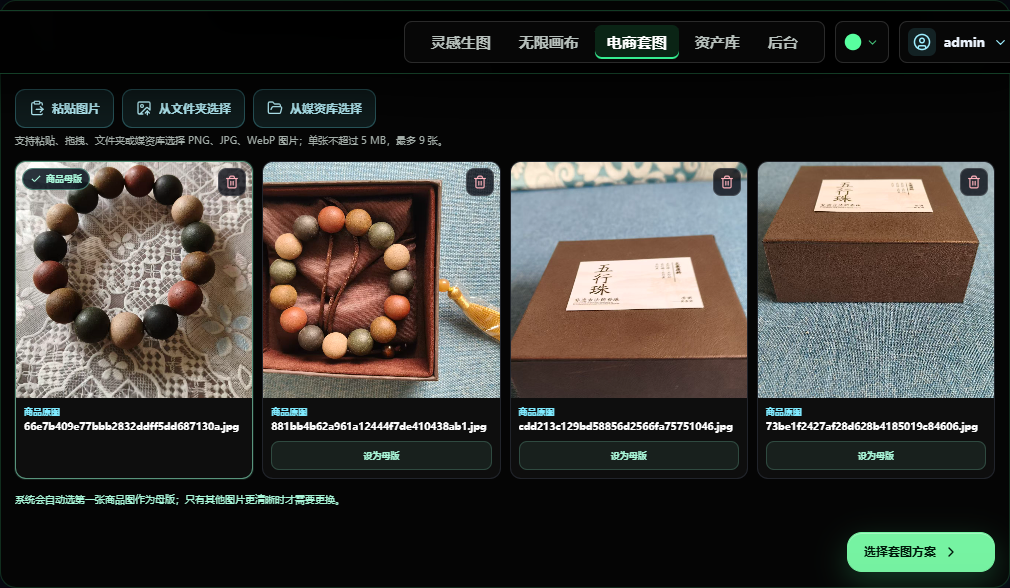 灵感生图 无限画布 电商套图 资产库 后台 admin
粘贴图片 从文件夹选择 从媒资库选择
支持粘贴、拖拽、文件夹或媒资库选择 PNG、JPG、WebP 图片；单张不超过 5 MB，最多 9 张。
商品母版
五行珠
五行珠
商品原图
66e7b409e77bbb2832ddff5dd687130a.jpg
商品原图
881bb4b62a961a12444f7de410438ab1.jpg
设为母版
商品原图
cdd213c129bd58856d2566fa75751046.jpg
设为母版
商品原图
73be1f2427af28d628b4185019c84606.jpg
设为母版
系统会自动选第一张商品图作为母版；只有其他图片更清晰时才需要更换。
选择套图方案